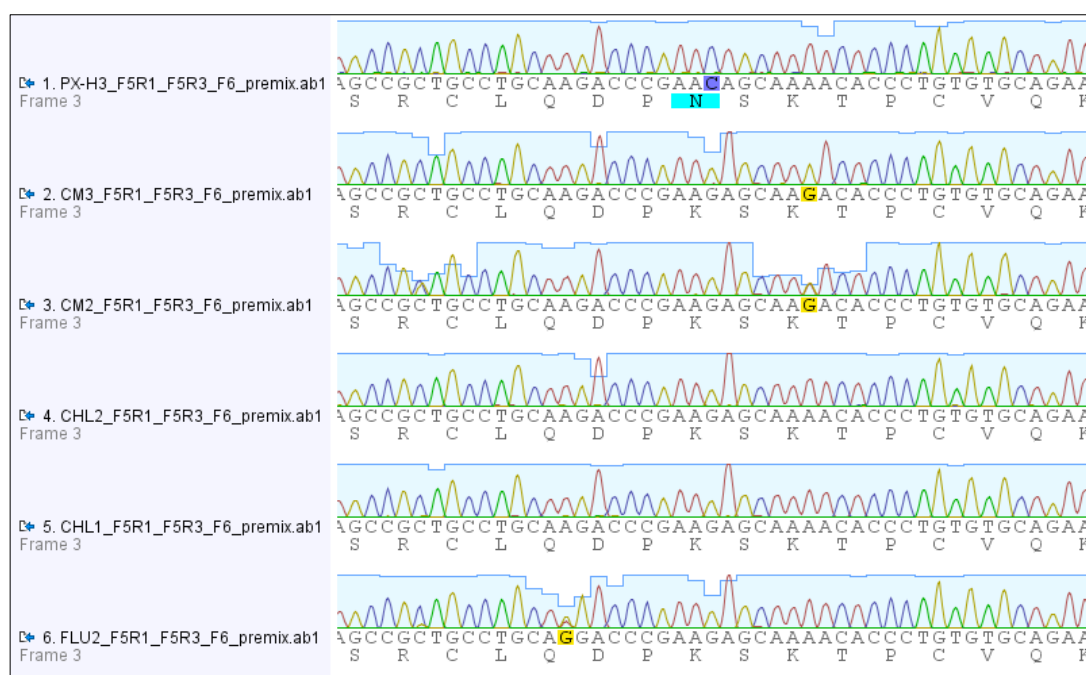 1. PX-H3_F5R1_F5R3_F6_premix.ab1 AGCCGCTGCCTGCAAGACCCGAACAGCAAAACACCCTGTGTGCAGAA
Frame 3 S R C L Q D P N S K T P C V Q K
2. CM3_F5R1_F5R3_F6_premix.ab1 AGCCGCTGCCTGCAAGACCCGAAGAGCAAGACACCCTGTGTGCAGAA
Frame 3 S R C L Q D P K S K T P C V Q K
3. CM2_F5R1_F5R3_F6_premix.ab1 AGCCGCTGCCTGCAAGACCCGAAGAGCAAGACACCCTGTGTGCAGAA
Frame 3 S R C L Q D P K S K T P C V Q K
4. CHL2_F5R1_F5R3_F6_premix.ab1 AGCCGCTGCCTGCAAGACCCGAAGAGCAAAACACCCTGTGTGCAGAA
Frame 3 S R C L Q D P K S K T P C V Q K
5. CHL1_F5R1_F5R3_F6_premix.ab1 AGCCGCTGCCTGCAAGACCCGAAGAGCAAAACACCCTGTGTGCAGAA
Frame 3 S R C L Q D P K S K T P C V Q K
6. FLU2_F5R1_F5R3_F6_premix.ab1 AGCCGCTGCCTGCAGGACCCGAAGAGCAAAACACCCTGTGTGCAGAA
Frame 3 S R C L Q D P K S K T P C V Q K